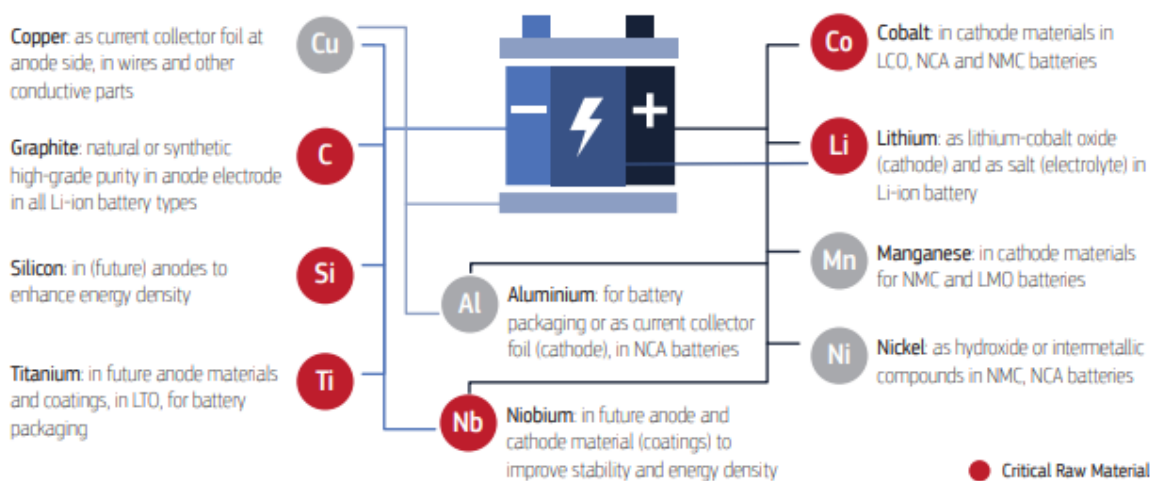 Cu
Copper: as current collector foil at
anode side, in wires and other
conductive parts
C
Graphite: natural or synthetic
high-grade purity in anode electrode
in all Li-ion battery types
Si
Silicon: in (future) anodes to
enhance energy density
Ti
Titanium: in future anode materials
and coatings, in LTO, for battery
packaging
Al
Aluminium: for battery
packaging or as current collector
foil (cathode), in NCA batteries
Nb
Niobium: in future anode and
cathode material (coatings) to
improve stability and energy density
Co
Cobalt: in cathode materials in
LCO, NCA and NMC batteries
Li
Lithium: as lithium-cobalt oxide
(cathode) and as salt (electrolyte) in
Li-ion battery
Mn
Manganese: in cathode materials
for NMC and LMO batteries
Ni
Nickel: as hydroxide or intermetallic
compounds in NMC, NCA batteries
Critical Raw Material